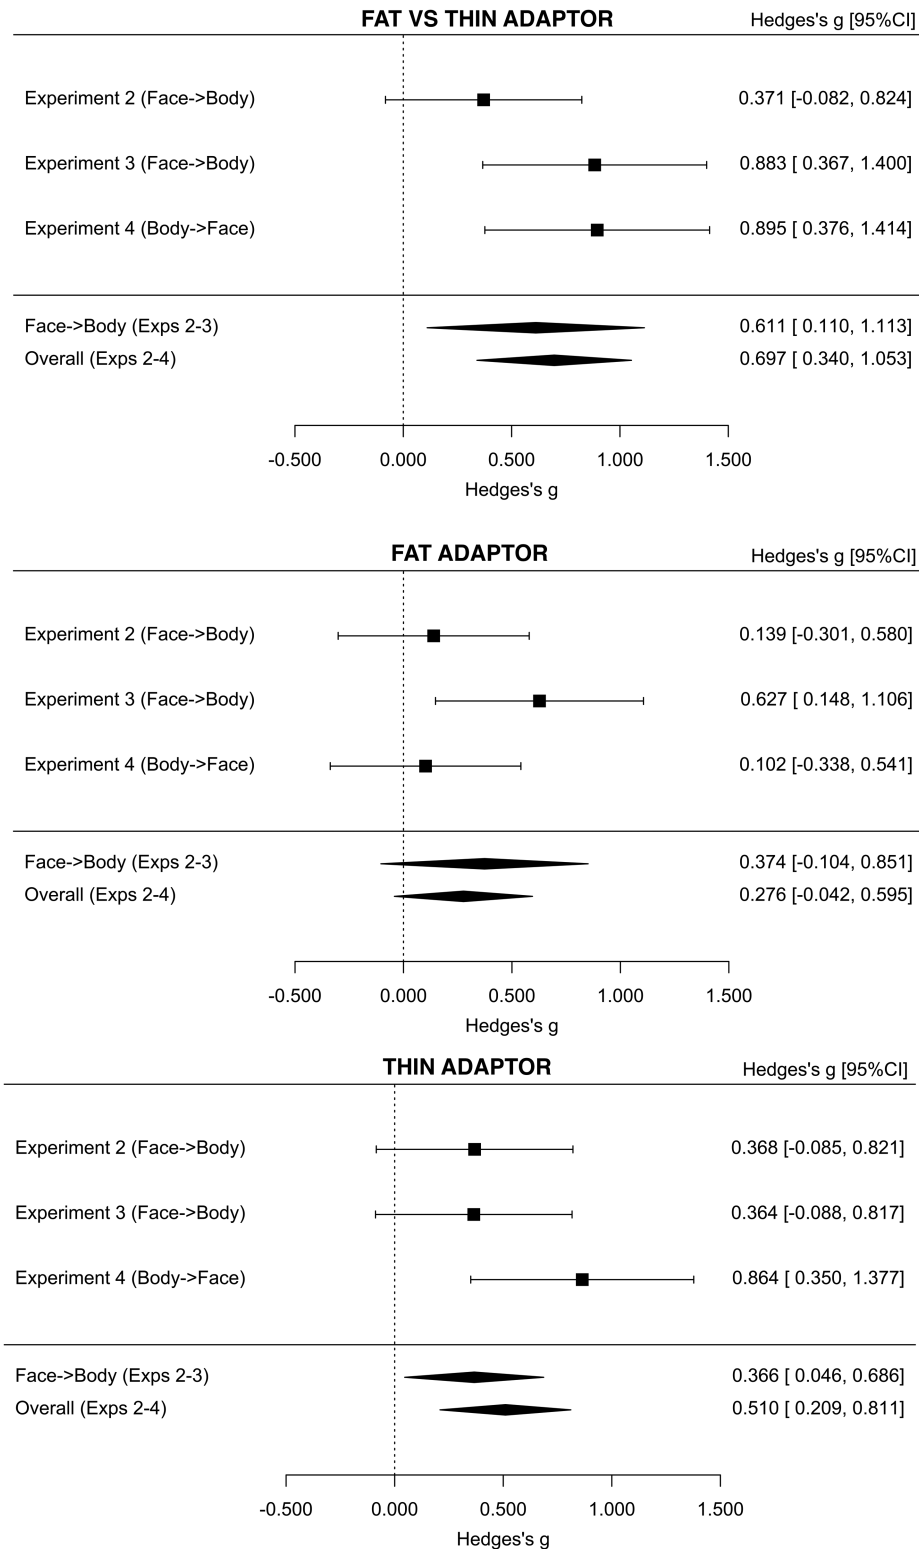 FAT VS THIN ADAPTOR Hedges's g [95%CI]
Experiment 2 (Face->Body) 0.371 [-0.082, 0.824]
Experiment 3 (Face->Body) 0.883 [ 0.367, 1.400]
Experiment 4 (Body->Face) 0.895 [ 0.376, 1.414]
Face->Body (Exps 2-3) 0.611 [ 0.110, 1.113]
Overall (Exps 2-4) 0.697 [ 0.340, 1.053]
-0.500 0.000 0.500 1.000 1.500
Hedges's g
FAT ADAPTOR Hedges's g [95%CI]
Experiment 2 (Face->Body) 0.139 [-0.301, 0.580]
Experiment 3 (Face->Body) 0.627 [ 0.148, 1.106]
Experiment 4 (Body->Face) 0.102 [-0.338, 0.541]
Face->Body (Exps 2-3) 0.374 [-0.104, 0.851]
Overall (Exps 2-4) 0.276 [-0.042, 0.595]
-0.500 0.000 0.500 1.000 1.500
Hedges's g
THIN ADAPTOR Hedges's g [95%CI]
Experiment 2 (Face->Body) 0.368 [-0.085, 0.821]
Experiment 3 (Face->Body) 0.364 [-0.088, 0.817]
Experiment 4 (Body->Face) 0.864 [ 0.350, 1.377]
Face->Body (Exps 2-3) 0.366 [ 0.046, 0.686]
Overall (Exps 2-4) 0.510 [ 0.209, 0.811]
-0.500 0.000 0.500 1.000 1.500
Hedges's g